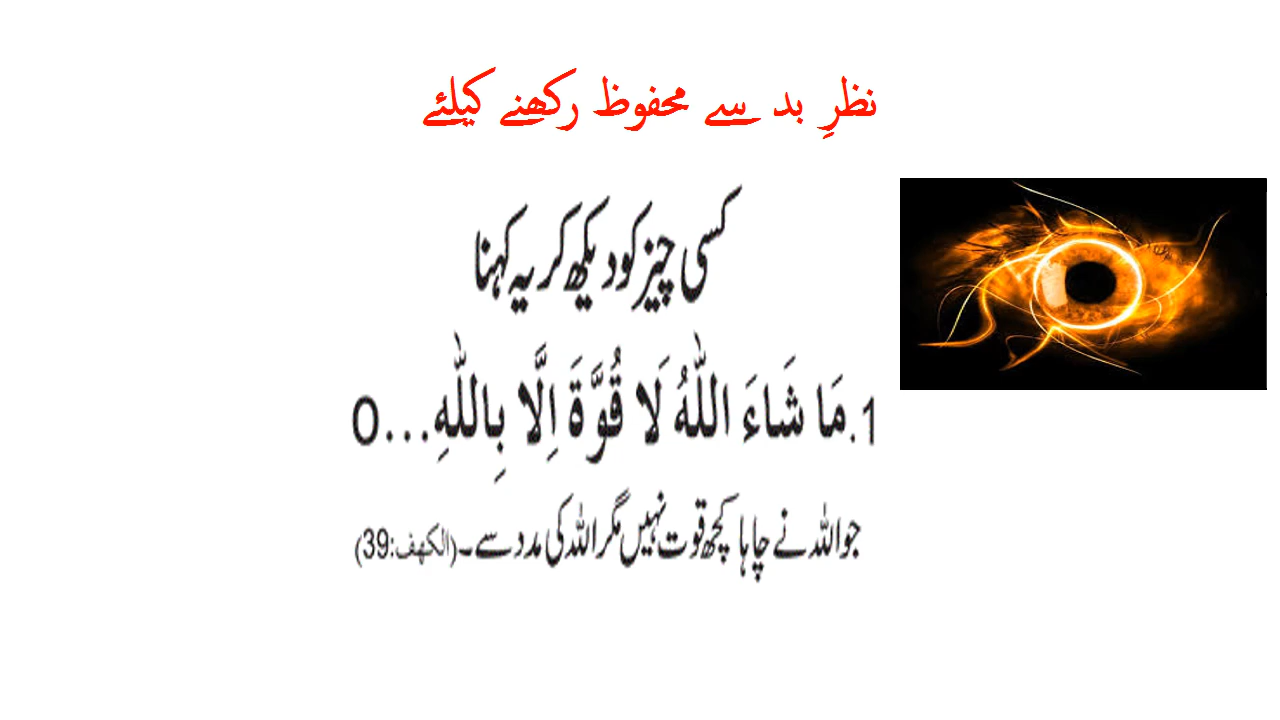 نظرِ بد سے محفوظ رکھنے کیلئے
کسی چیز کو دیکھ کر یہ کہنا
1.مَا شَاءَ اللّٰهُ لَا قُوَّةَ اِلَّا بِاللّٰهِ...O
جو اللہ نے چاہا کچھ قوت نہیں مگر اللہ کی مدد سے۔(الکھف:39)